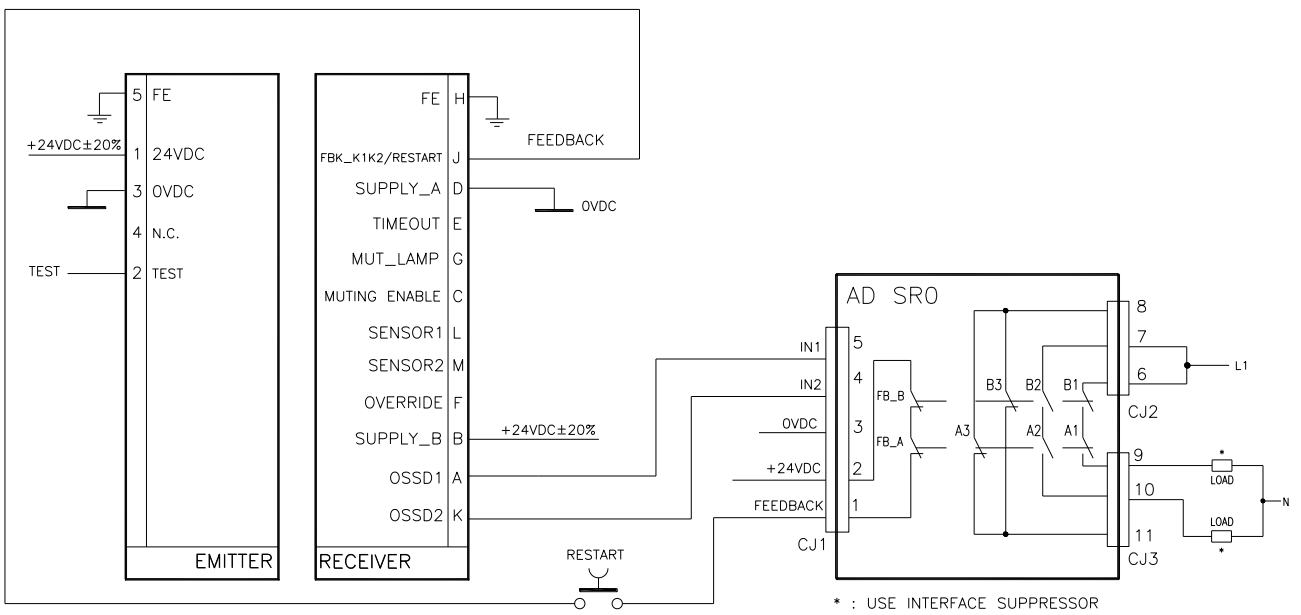 5 FE
+24VDC±20%
1 24VDC
3 0VDC
4 N.C.
TEST
2 TEST
EMITTER
FE H
FEEDBACK
FBK_K1K2/RESTART J
SUPPLY_A D
0VDC
TIMEOUT E
MUT_LAMP G
MUTING ENABLE C
SENSOR1 L
SENSOR2 M
OVERRIDE F
SUPPLY_B B
+24VDC±20%
OSSD1 A
OSSD2 K
RECEIVER
RESTART
AD SR0
IN1 5
IN2 4
0VDC 3
+24VDC 2
FEEDBACK 1
CJ1
FB_B
FB_A
B3 B2 B1
A3 A2 A1
8
7
6
L1
CJ2
9
10
11
CJ3
*
LOAD
N
LOAD
*
* : USE INTERFACE SUPPRESSOR